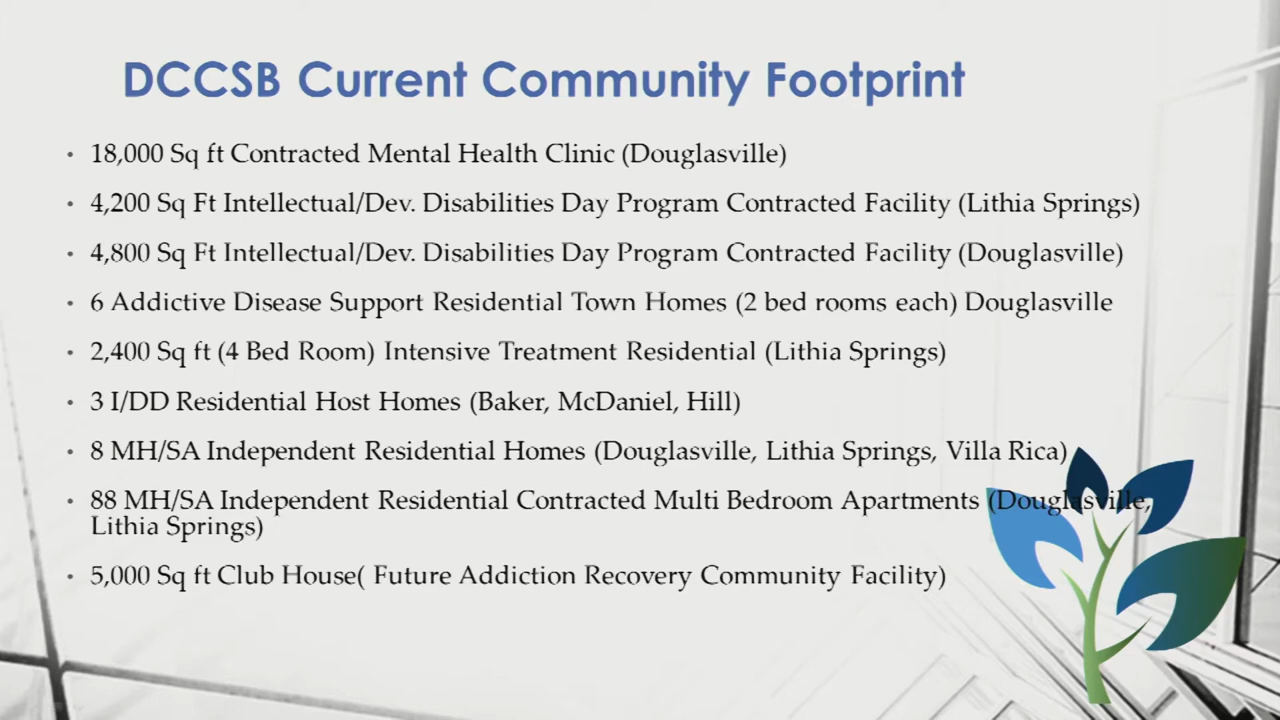 DCCSB Current Community Footprint
• 18,000 Sq ft Contracted Mental Health Clinic (Douglasville)
• 4,200 Sq Ft Intellectual/Dev. Disabilities Day Program Contracted Facility (Lithia Springs)
• 4,800 Sq Ft Intellectual/Dev. Disabilities Day Program Contracted Facility (Douglasville)
• 6 Addictive Disease Support Residential Town Homes (2 bed rooms each) Douglasville
• 2,400 Sq ft (4 Bed Room) Intensive Treatment Residential (Lithia Springs)
• 3 I/DD Residential Host Homes (Baker, McDaniel, Hill)
• 8 MH/SA Independent Residential Homes (Douglasville, Lithia Springs, Villa Rica)
• 88 MH/SA Independent Residential Contracted Multi Bedroom Apartments (Douglasville,
Lithia Springs)
• 5,000 Sq ft Club House( Future Addiction Recovery Community Facility)